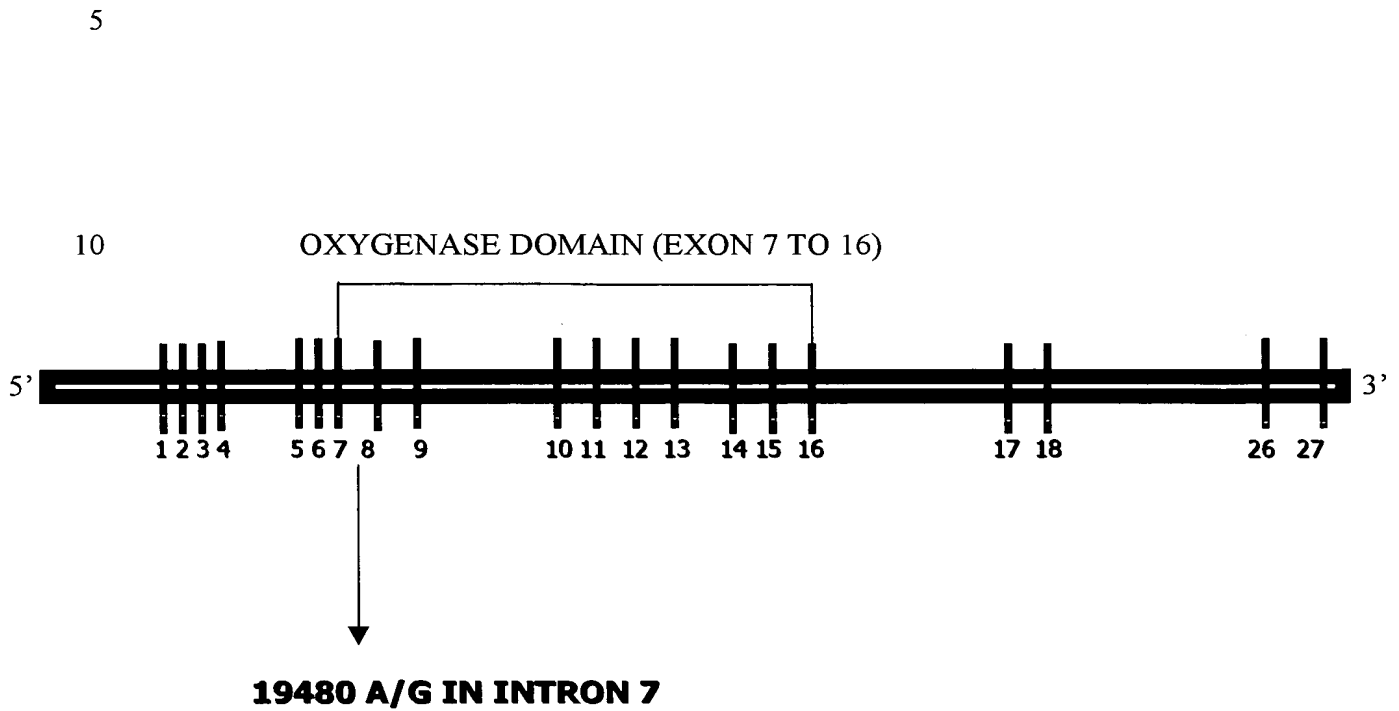 5
10 OXYGENASE DOMAIN (EXON 7 TO 16)
5’ 3’
1 2 3 4 5 6 7 8 9 10 11 12 13 14 15 16 17 18 26 27
19480 A/G IN INTRON 7